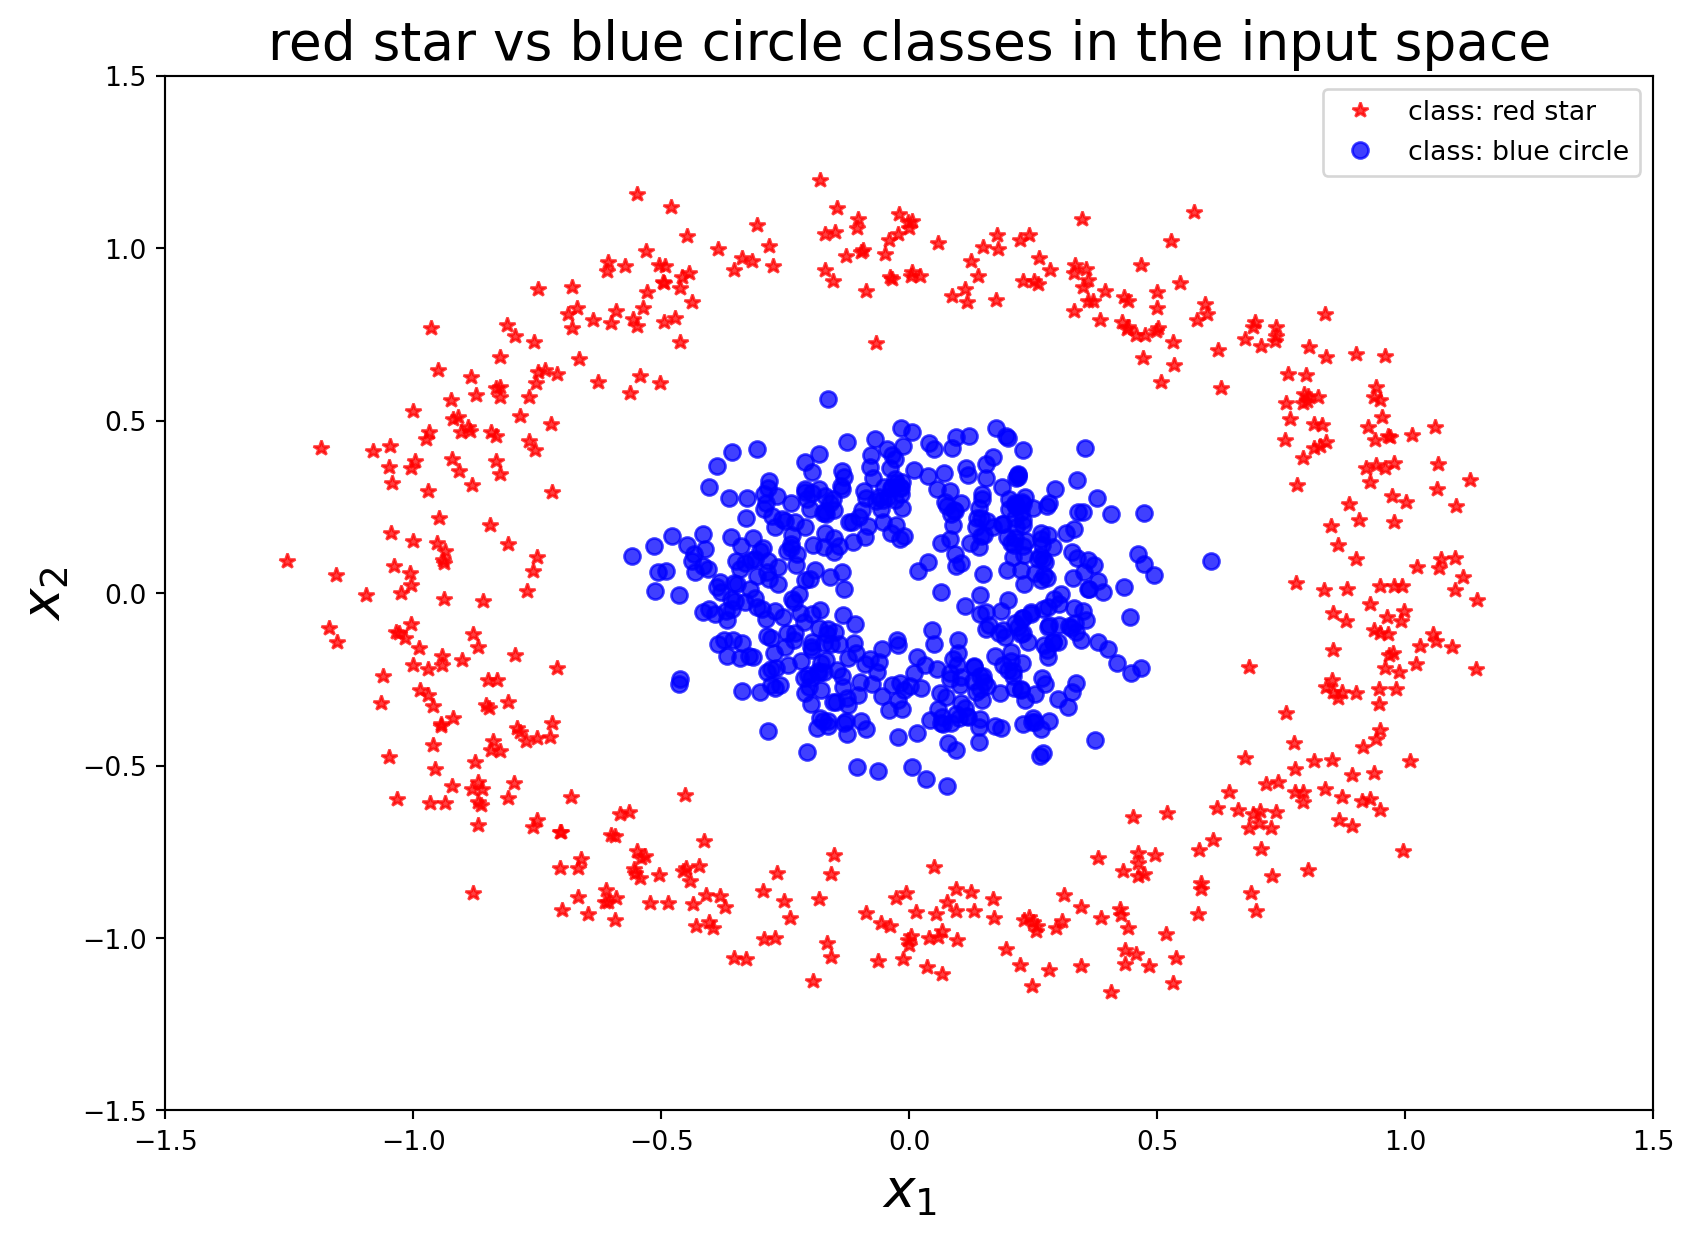 red star vs blue circle classes in the input space
1.5
class: red star
class: blue circle
1.0
0.5
x₂
0.0
−0.5
−1.0
−1.5
−1.5 −1.0 −0.5 0.0 0.5 1.0 1.5
x₁